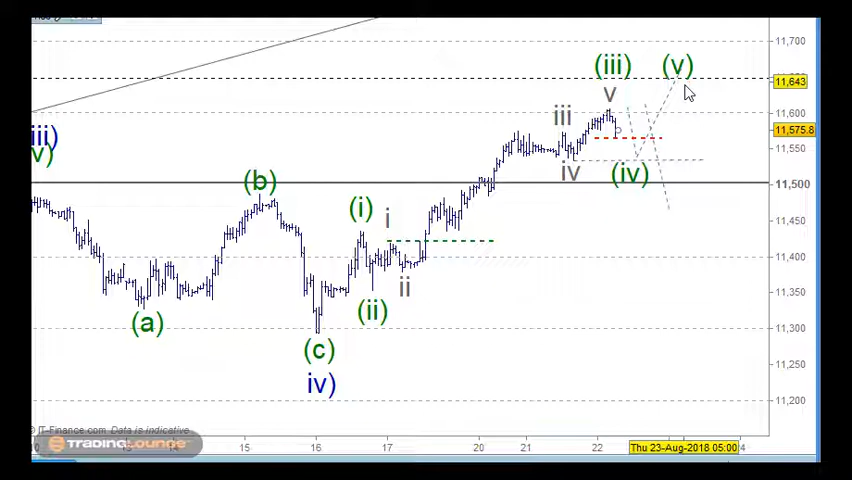 11,700
(iii) (v)
11,643
v
iii
11,600
11,575.8
11,550
iii)
v)
iv
(iv)
(b)
11,500
(i)
i
11,450
11,400
ii
11,350
(a)
(ii)
11,300
(c)
iv)
11,250
11,200
© IT-Finance.com Data is indicative
TRADINGLOUNGE
14 15 16 17 20 21 22 Thu 23-Aug-2018 05:00